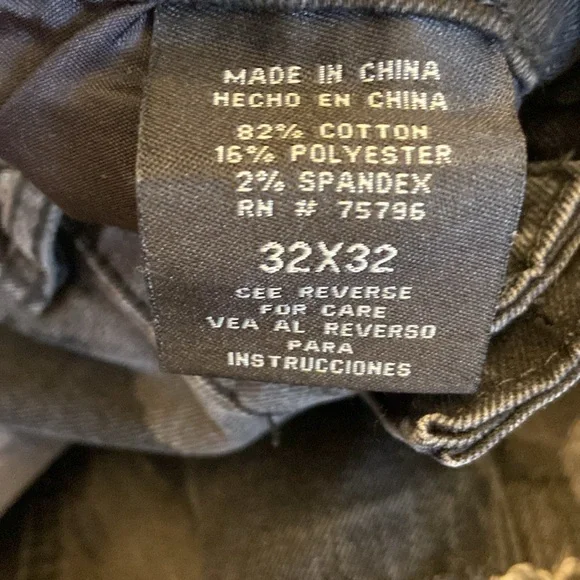 MADE IN CHINA
HECHO EN CHINA
82% COTTON
16% POLYESTER
2% SPANDEX
RN # 75796
32X32
SEE REVERSE
FOR CARE
VEA AL REVERSO
PARA
INSTRUCCIONES